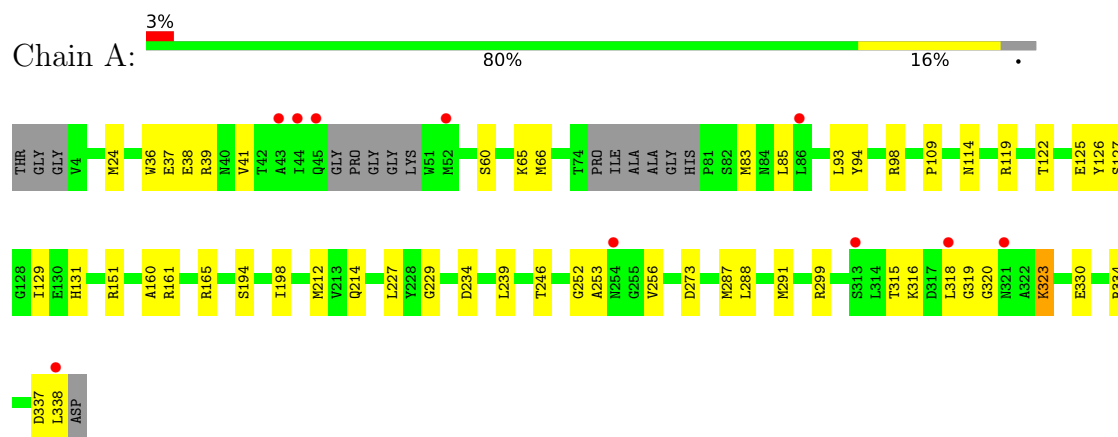 3%
Chain A:
80% 16% •
THR GLY GLY V4 M24 W36 E37 E38 R39 N40 V41 T42 A43 I44 Q45 GLY PRO GLY GLY LYS W51 M52 S60 K65 M66 T74 PRO ILE ALA ALA GLY HIS P81 S82 M83 N84 L85 L86 L93 Y94 R98 P109 N114 R119 T122 E125 Y126 S127
G128 I129 E130 H131 R151 A160 R161 R165 S194 I198 M212 V213 Q214 L227 Y228 G229 D234 L239 T246 G252 A253 N254 G255 V256 D273 M287 L288 M291 R299 S313 L314 T315 K316 D317 L318 G319 G320 N321 A322 K323 E330
D337 L338 ASP